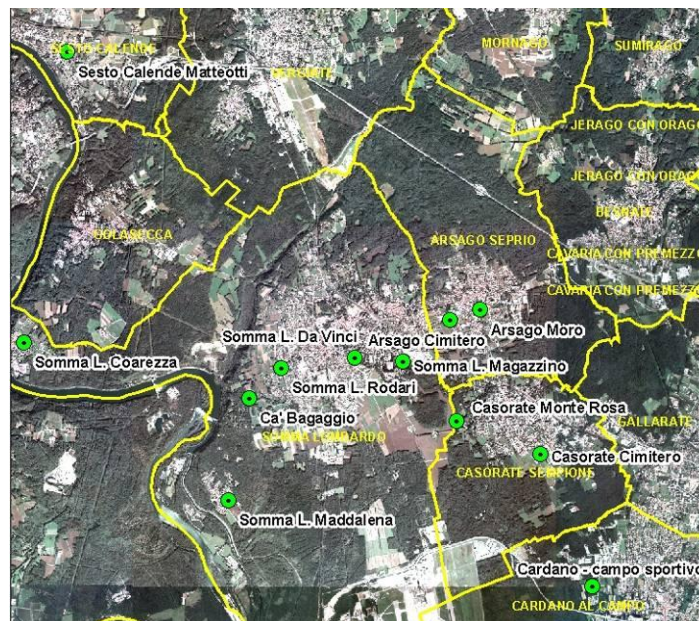 MORNAGO
SUMIRAGO
SESTO CALENDE
Sesto Calende Matteotti
VERGIATE
JERAGO CON ORAGO
JERAGO CON ORAGO
BESNATE
GOLASECCA
ARSAGO SEPRIO
CAVARIA CON PREMEZZO
CAVARIA CON PREMEZZO
Arsago Moro
Somma L. Da Vinci
Arsago Cimitero
Somma L. Coarezza
Somma L. Magazzino
Somma L. Rodari
Ca' Bagaggio
Casorate Monte Rosa
GALLARATE
SOMMA LOMBARDO
Casorate Cimitero
CASORATE SEMPIONE
Somma L. Maddalena
Cardano - campo sportivo
CARDANO AL CAMPO